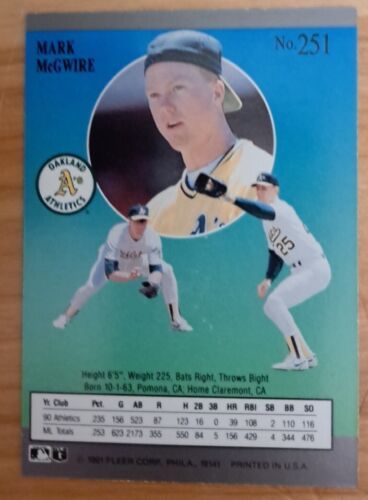 MARK
McGWIRE
No. 251
OAKLAND
A's
ATHLETICS
TM
A's
25
Height 6'5", Weight 225, Bats Right, Throws Right
Born 10-1-63, Pomona, CA; Home Claremont, CA
Yr. Club Pct. G AB R H 2B 3B HR RBI SB BB SO
90 Athletics 235 156 523 87 123 16 0 39 108 2 110 116
ML Totals 253 623 2173 355 549 84 5 156 429 4 344 476
© 1991 FLEER CORP., PHILA., 19141 PRINTED IN U.S.A.